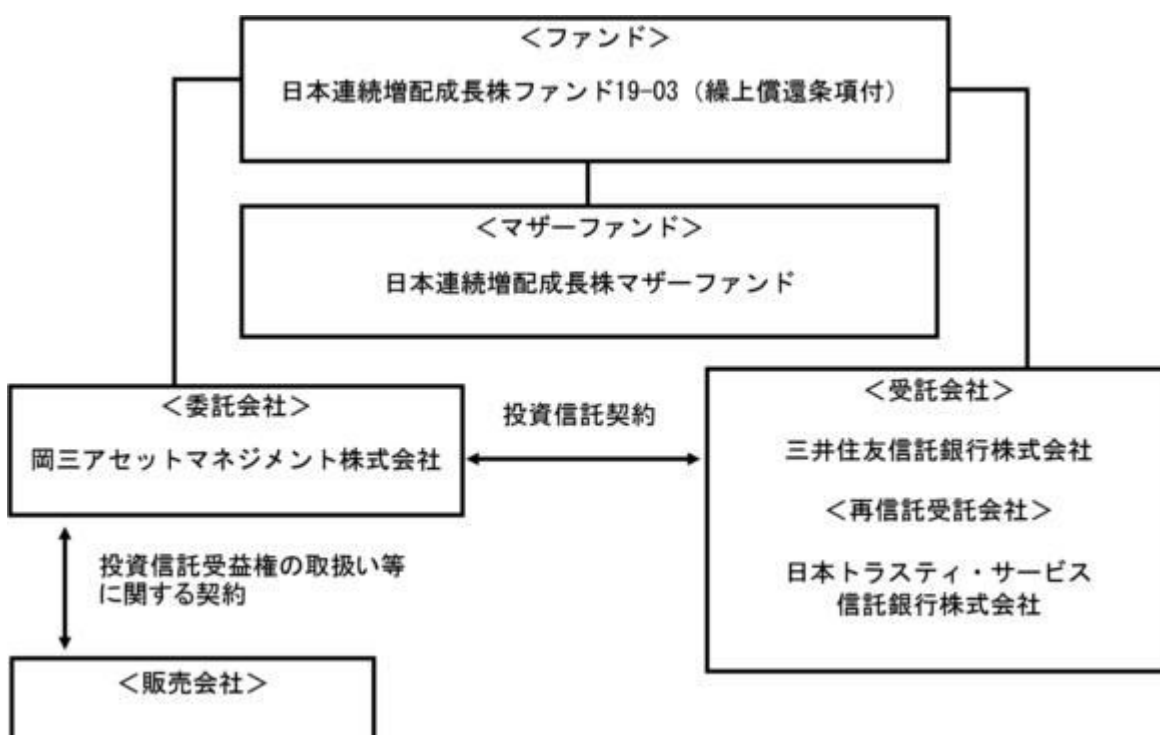 ＜ファンド＞
日本連続増配成長株ファンド19-03（繰上償還条項付）
＜マザーファンド＞
日本連続増配成長株マザーファンド
＜委託会社＞
岡三アセットマネジメント株式会社
投資信託契約
＜受託会社＞
三井住友信託銀行株式会社
＜再信託受託会社＞
日本トラスティ・サービス
信託銀行株式会社
投資信託受益権の取扱い等
に関する契約
＜販売会社＞